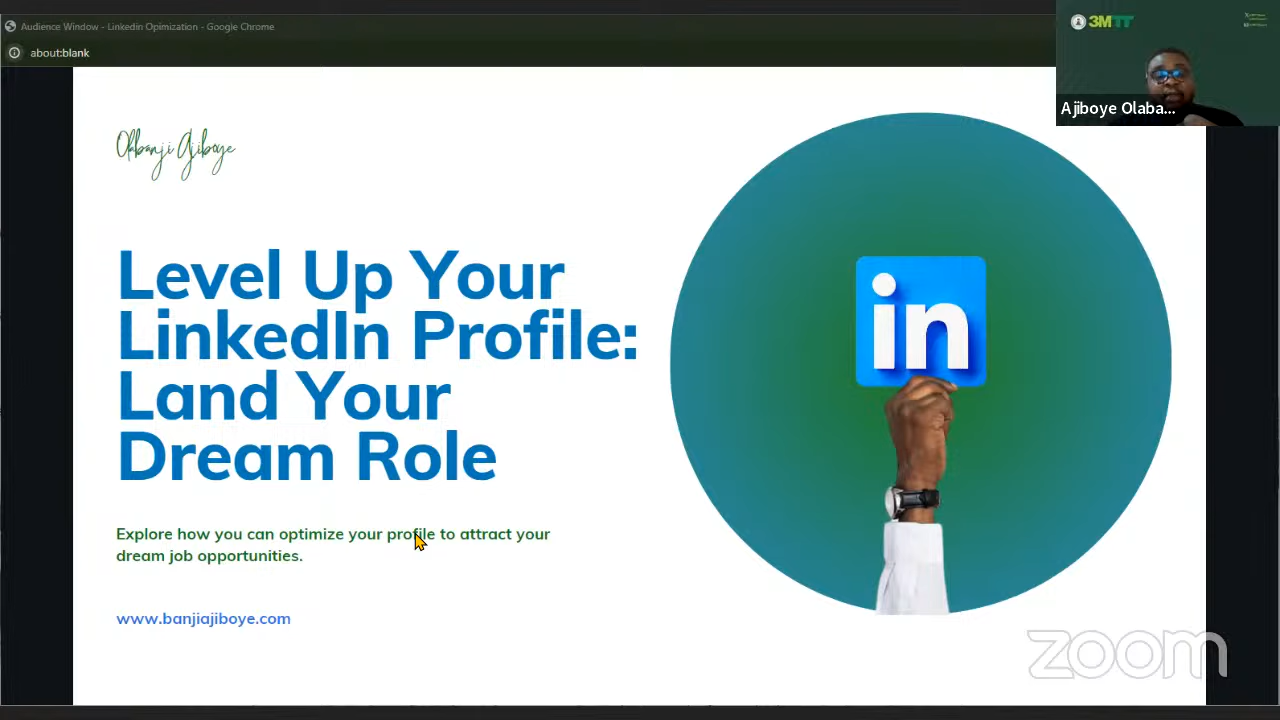 Audience Window - Linkedin Opimization - Google Chrome
about:blank
3MTT
Ajiboye Olaba...
Olabanji Ajiboye
Level Up Your
LinkedIn Profile:
Land Your
Dream Role
in
Explore how you can optimize your profile to attract your
dream job opportunities.
www.banjiajiboye.com
zoom